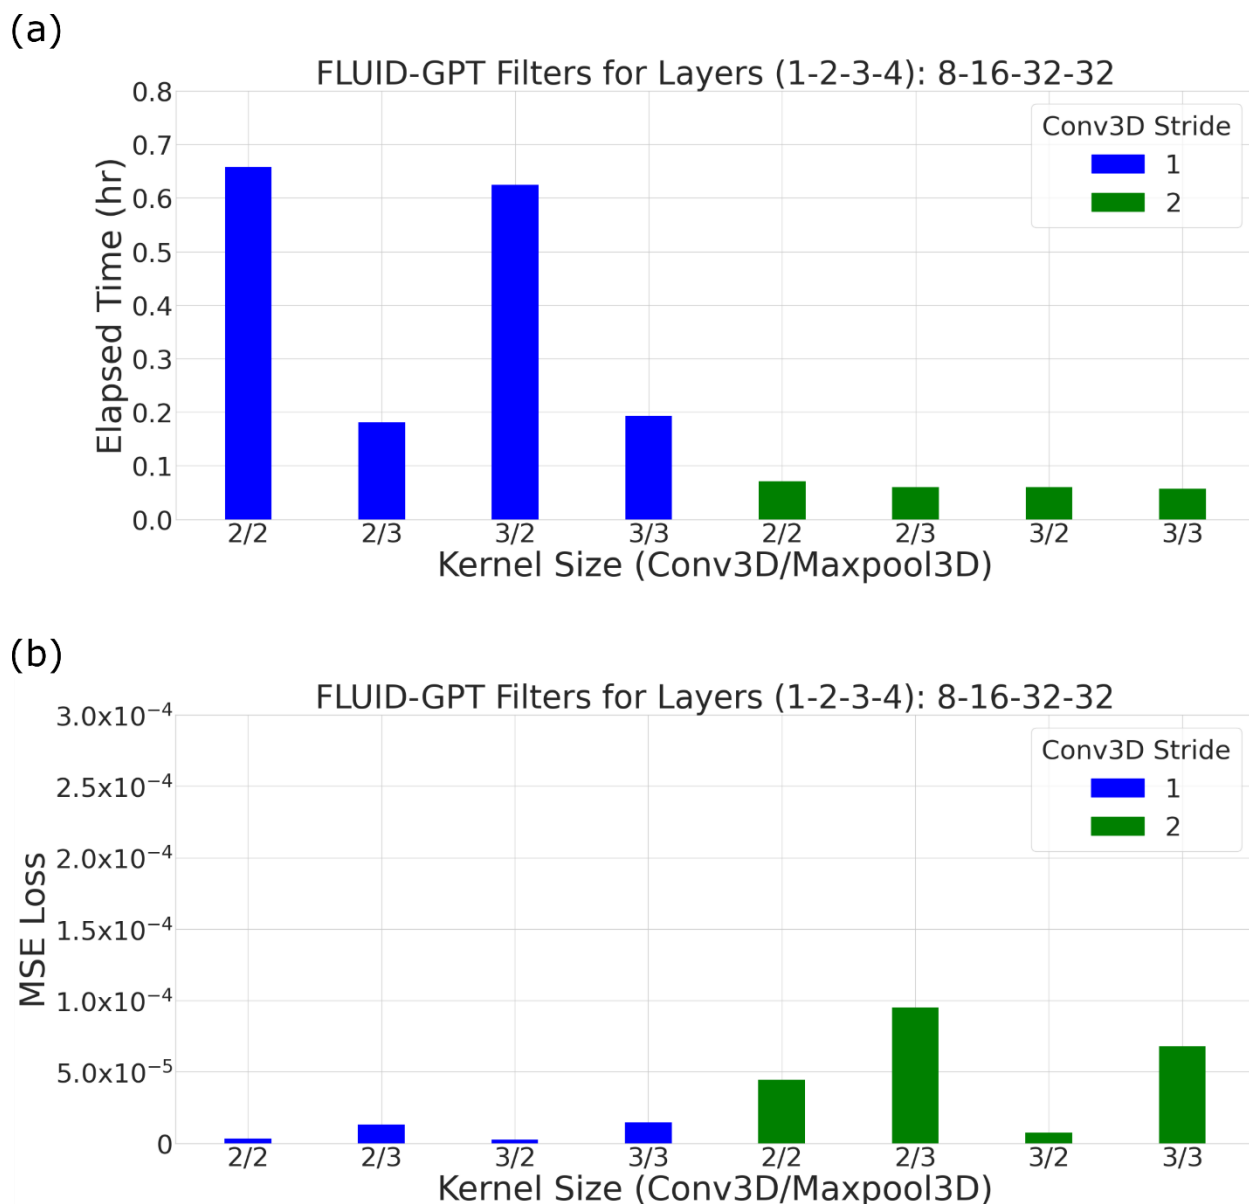 (a)
FLUID-GPT Filters for Layers (1-2-3-4): 8-16-32-32
Elapsed Time (hr)
0.8
0.7
0.6
0.5
0.4
0.3
0.2
0.1
0.0
Conv3D Stride
1
2
2/2 2/3 3/2 3/3 2/2 2/3 3/2 3/3
Kernel Size (Conv3D/Maxpool3D)
(b)
FLUID-GPT Filters for Layers (1-2-3-4): 8-16-32-32
MSE Loss
3.0x10⁻⁴
2.5x10⁻⁴
2.0x10⁻⁴
1.5x10⁻⁴
1.0x10⁻⁴
5.0x10⁻⁵
0
Conv3D Stride
1
2
2/2 2/3 3/2 3/3 2/2 2/3 3/2 3/3
Kernel Size (Conv3D/Maxpool3D)